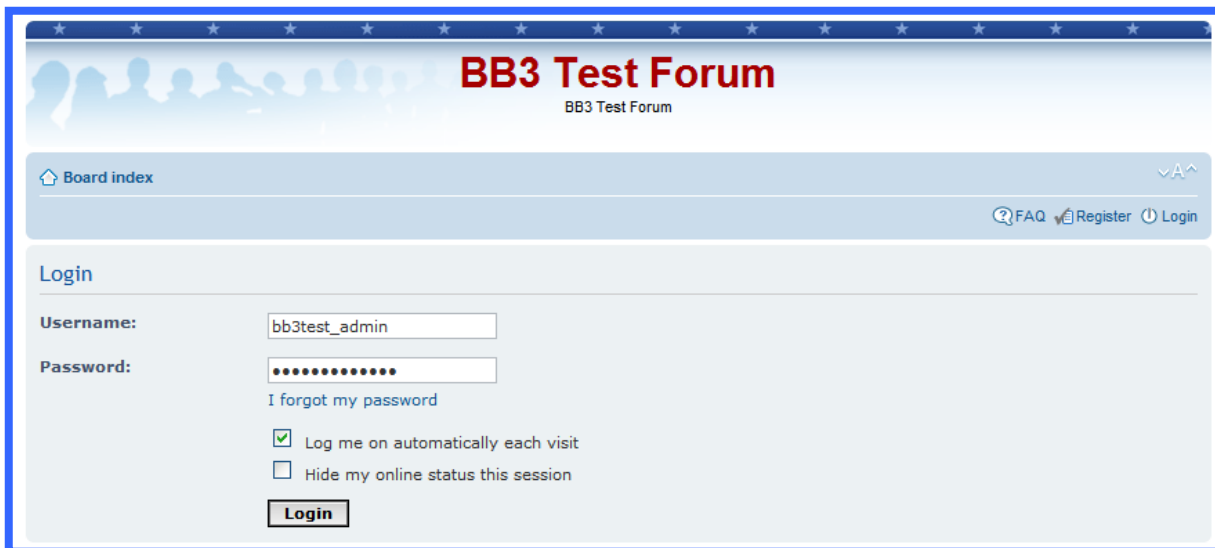 BB3 Test Forum
BB3 Test Forum
Board index
A
FAQ Register Login
Login
Username: bb3test_admin
Password: •••••••••••••
I forgot my password
Log me on automatically each visit
Hide my online status this session
Login